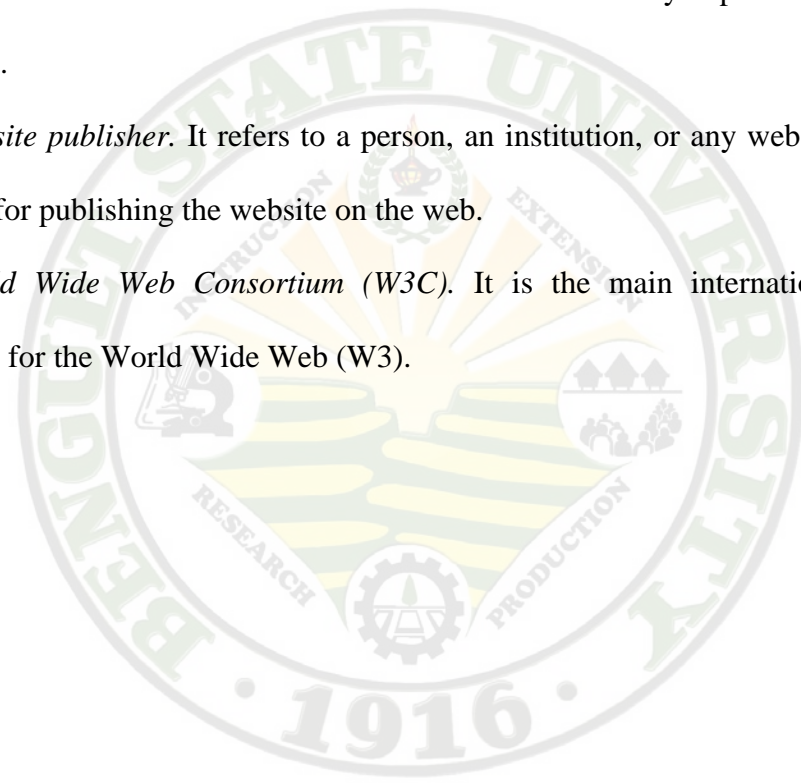 .
site publisher. It refers to a person, an institution, or any web
for publishing the website on the web.
d Wide Web Consortium (W3C). It is the main internatio
for the World Wide Web (W3).
BENGUET STATE UNIVERSITY
INSTRUCTION
EXTENSION
RESEARCH
PRODUCTION
1916